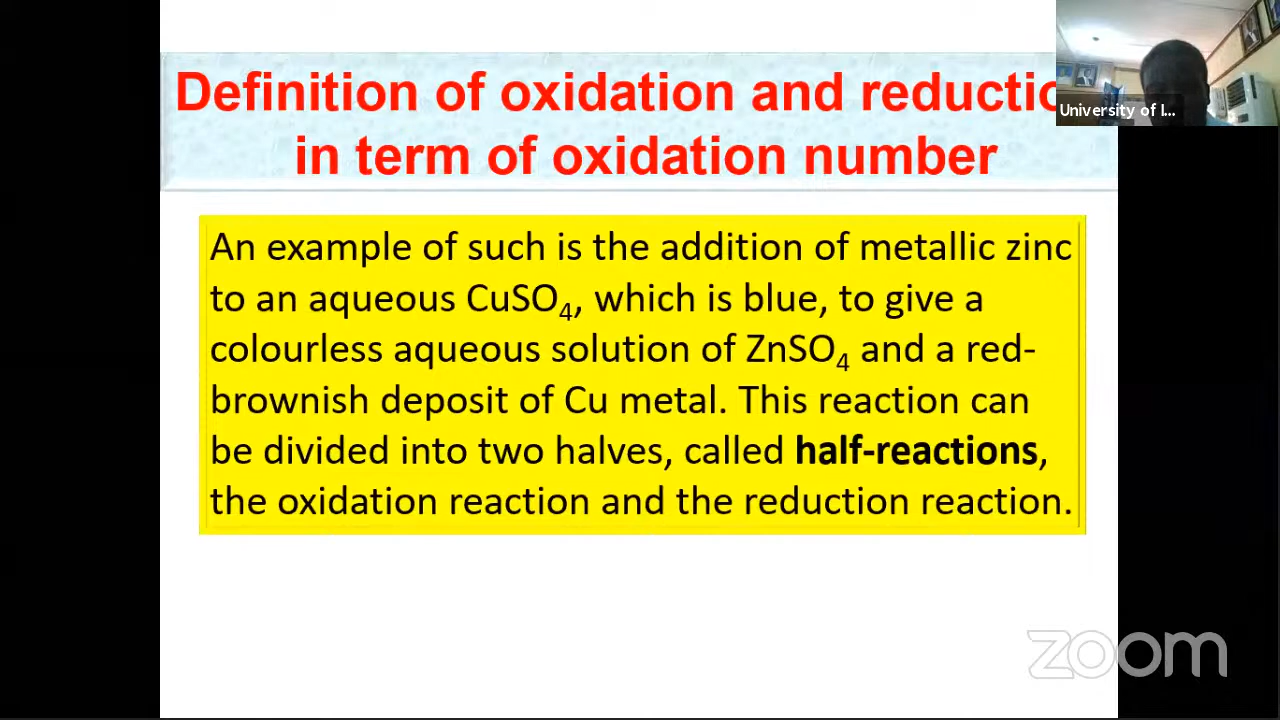 Definition of oxidation and reductio
in term of oxidation number
University of I...
An example of such is the addition of metallic zinc
to an aqueous CuSO₄, which is blue, to give a
colourless aqueous solution of ZnSO₄ and a red-
brownish deposit of Cu metal. This reaction can
be divided into two halves, called half-reactions,
the oxidation reaction and the reduction reaction.
zoom